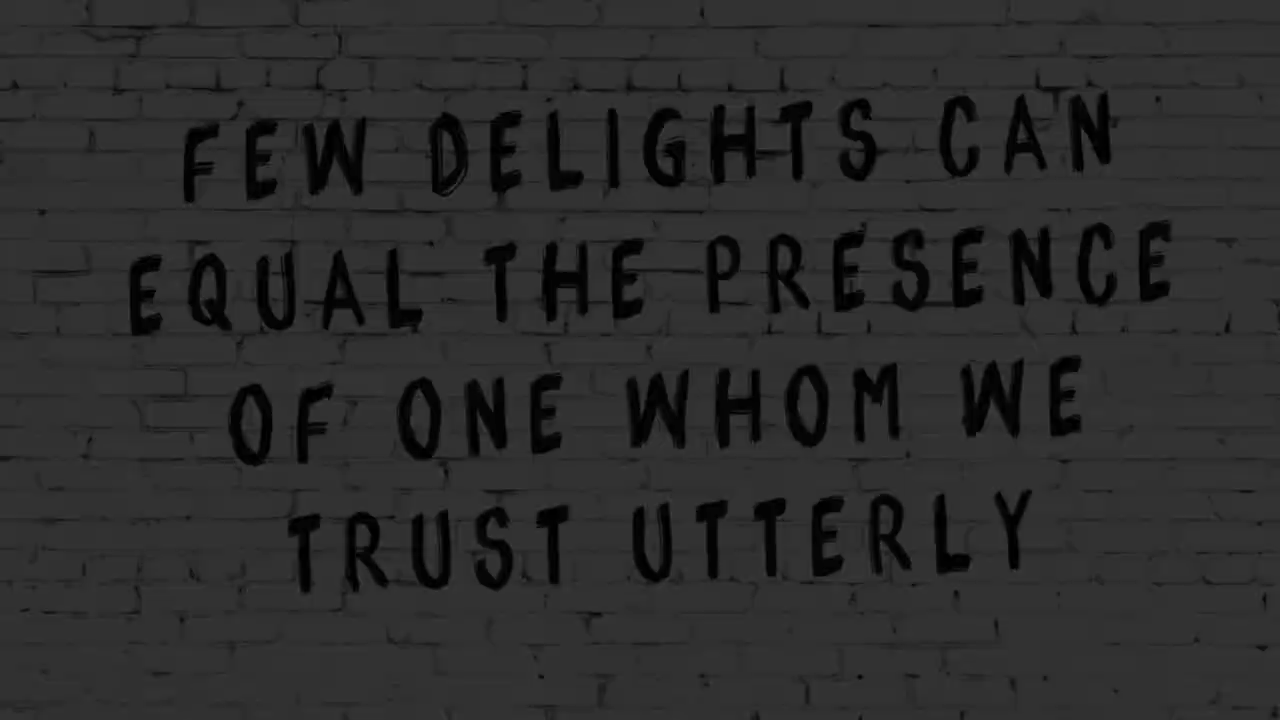 FEW DELIGHTS CAN
EQUAL THE PRESENCE
OF ONE WHOM WE
TRUST UTTERLY